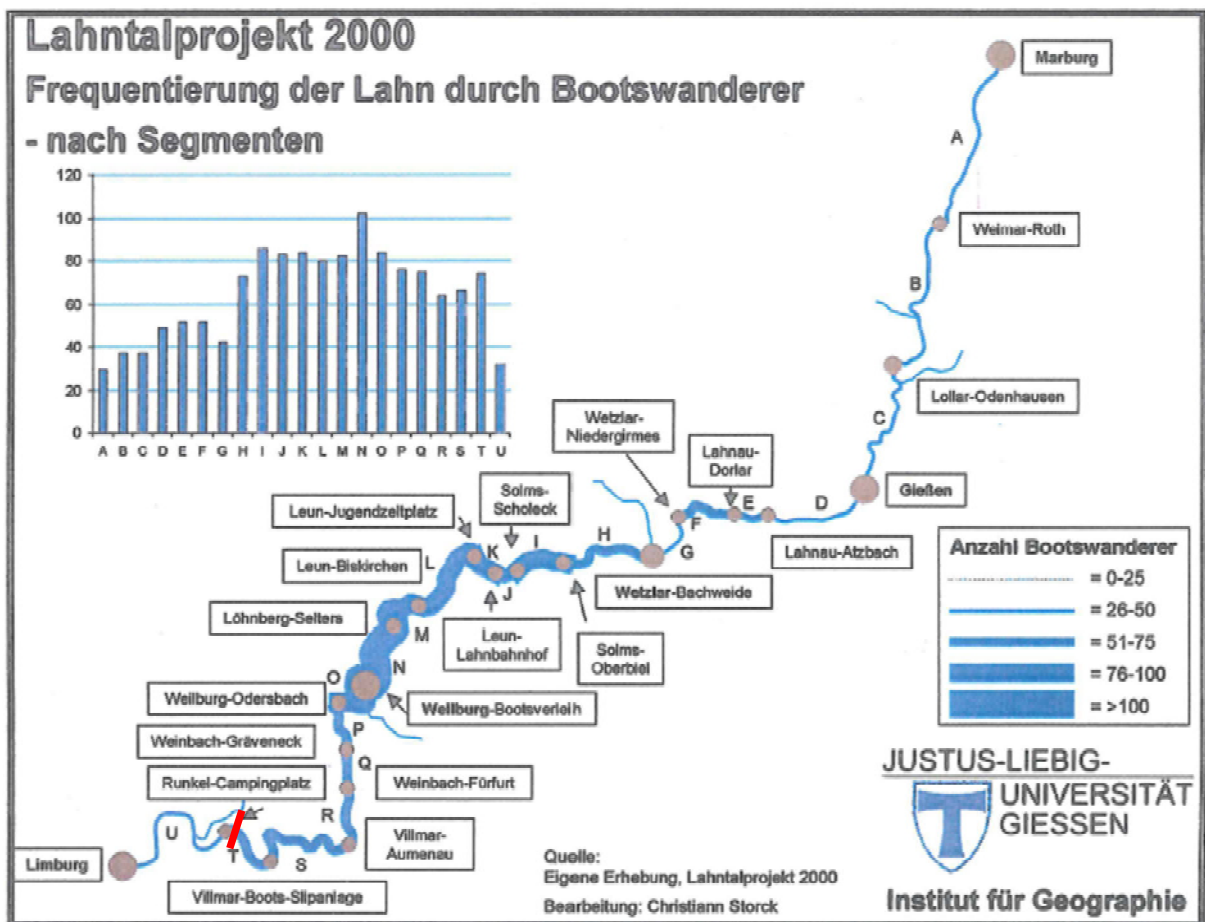 Lahntalprojekt 2000
Frequentierung der Lahn durch Bootswanderer
- nach Segmenten
120
100
80
60
40
20
0
A B C D E F G H I J K L M N O P Q R S T U
Marburg
A
Weimar-Roth
B
Lollar-Odenhausen
C
Gießen
D
Lahnau-Atzbach
E
Lahnau-
Dorlar
F
Wetzlar-
Niedergirmes
G
Wetzlar-Bachweide
H
Solms-
Oberbiel
I
Solms-
Scholeck
J
Leun-
Lahnbahnhof
K
Leun-Jugendzeltplatz
L
Leun-Biskirchen
M
Löhnberg-Selters
N
Weilburg-Bootsverleih
O
Weilburg-Odersbach
P
Weinbach-Gräveneck
Q
Weinbach-Fürfurt
R
Villmar-
Aumenau
S
Villmar-Boots-Slipanlage
T
Runkel-Campingplatz
U
Limburg
Anzahl Bootswanderer
= 0-25
= 26-50
= 51-75
= 76-100
= >100
JUSTUS-LIEBIG-
UNIVERSITÄT
GIESSEN
Institut für Geographie
Quelle:
Eigene Erhebung, Lahntalprojekt 2000
Bearbeitung: Christiann Storck